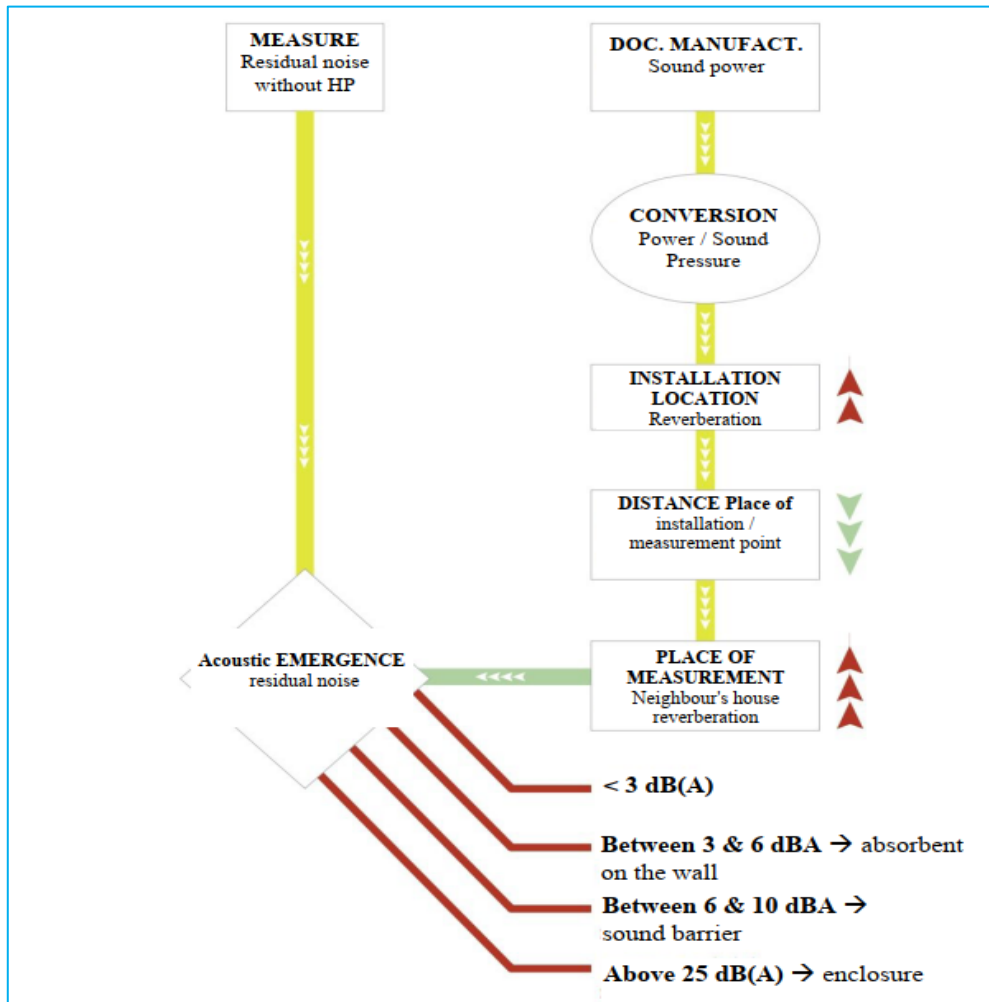 MEASURE
Residual noise
without HP
DOC. MANUFACT.
Sound power
CONVERSION
Power / Sound
Pressure
INSTALLATION
LOCATION
Reverberation
DISTANCE Place of
installation /
measurement point
PLACE OF
MEASUREMENT
Neighbour's house
reverberation
Acoustic EMERGENCE
residual noise
< 3 dB(A)
Between 3 & 6 dBA → absorbent
on the wall
Between 6 & 10 dBA →
sound barrier
Above 25 dB(A) → enclosure